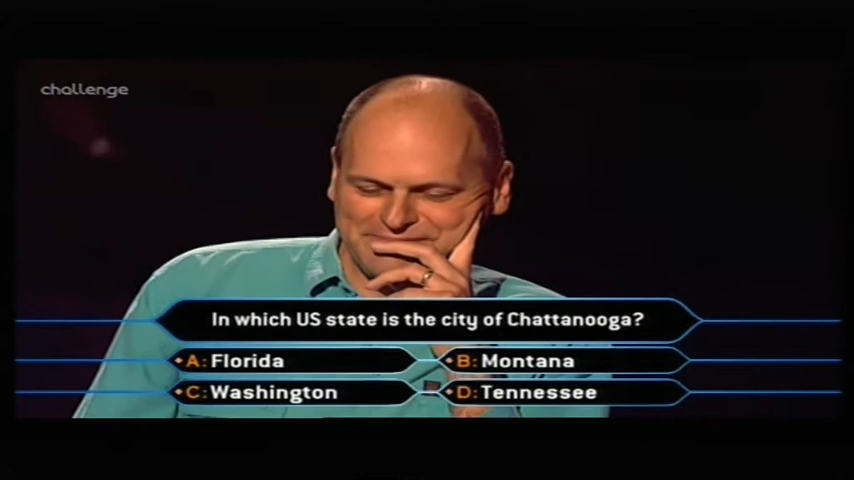 challenge
In which US state is the city of Chattanooga?
A: Florida
B: Montana
C: Washington
D: Tennessee